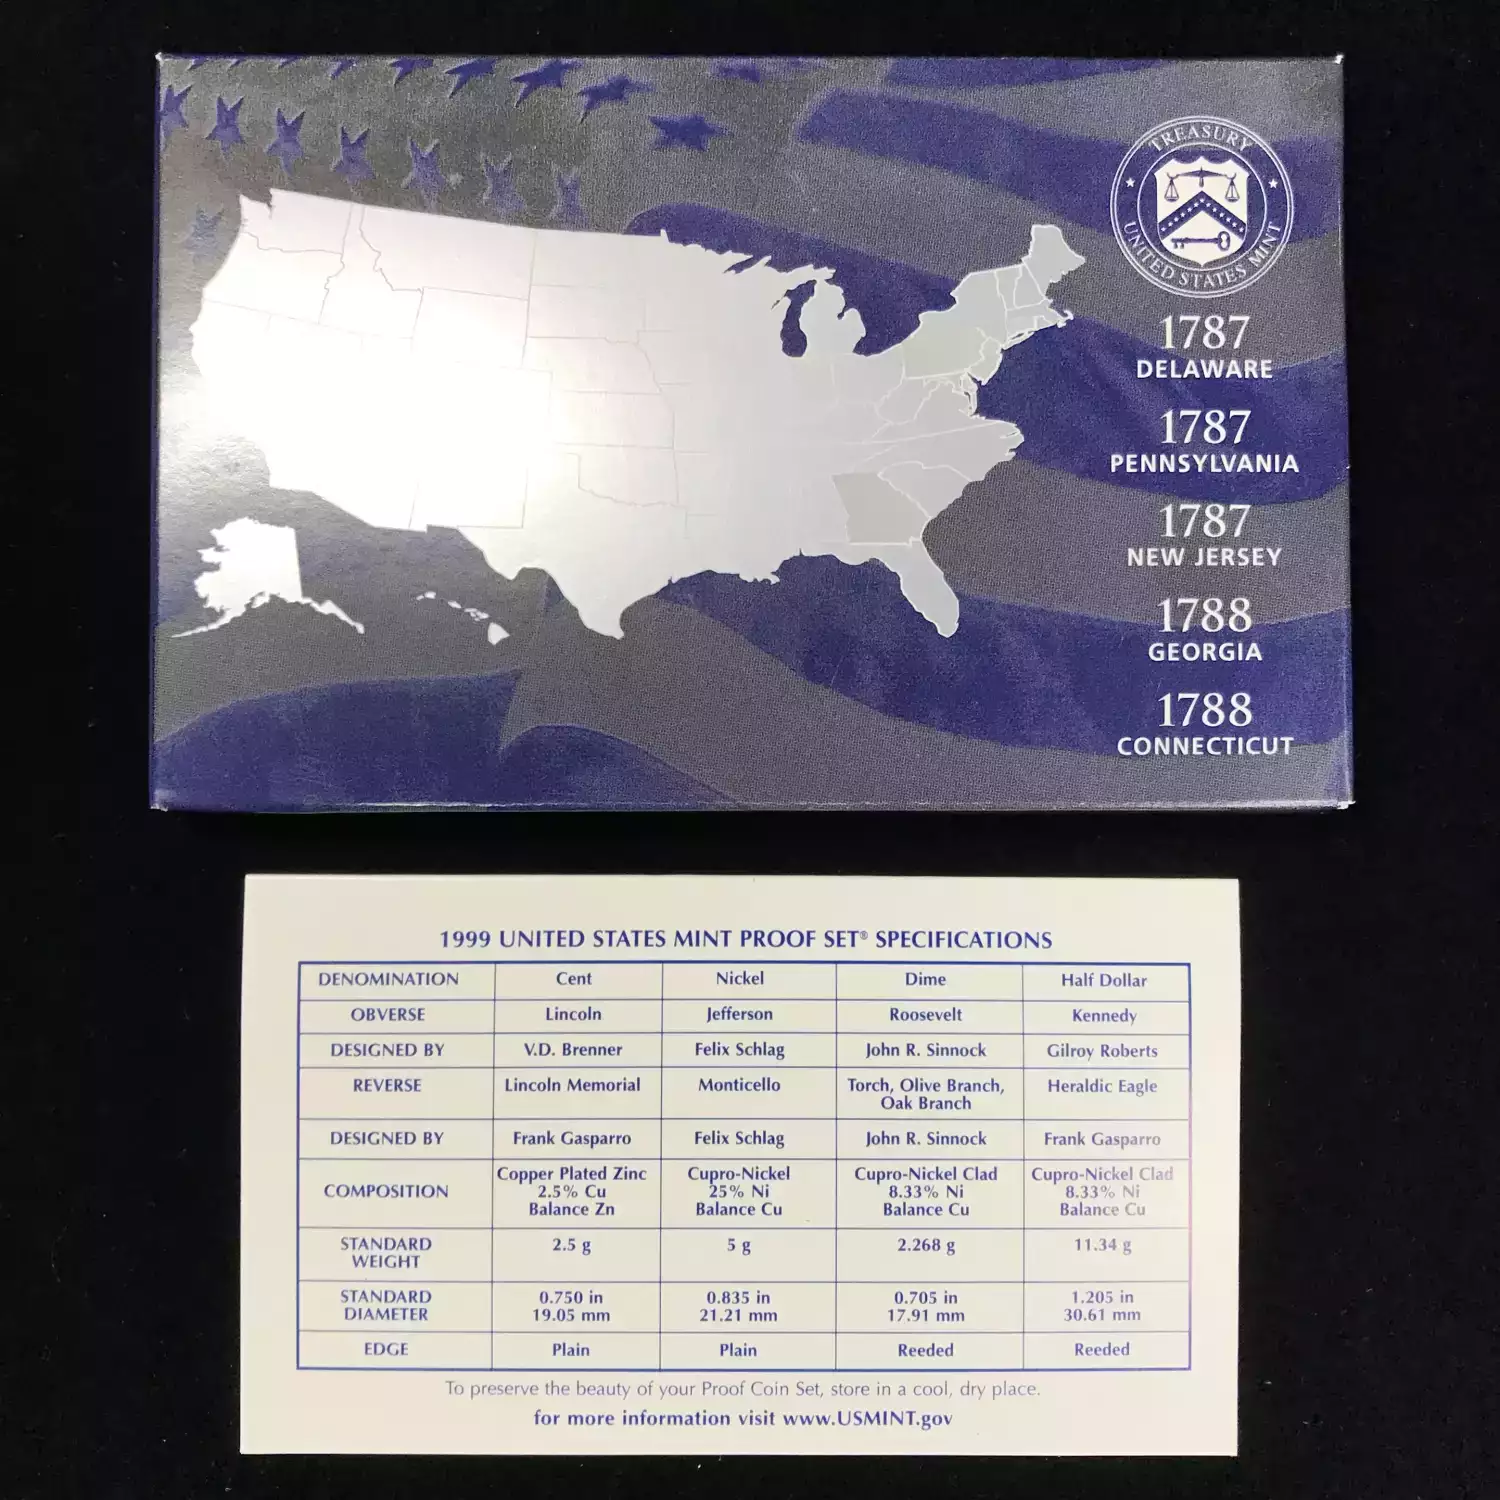 TREASURY
UNITED STATES MINT
1787
DELAWARE
1787
PENNSYLVANIA
1787
NEW JERSEY
1788
GEORGIA
1788
CONNECTICUT
1999 UNITED STATES MINT PROOF SET® SPECIFICATIONS
DENOMINATION Cent Nickel Dime Half Dollar
OBVERSE Lincoln Jefferson Roosevelt Kennedy
DESIGNED BY V.D. Brenner Felix Schlag John R. Sinnock Gilroy Roberts
REVERSE Lincoln Memorial Monticello Torch, Olive Branch, Heraldic Eagle
Oak Branch
DESIGNED BY Frank Gasparro Felix Schlag John R. Sinnock Frank Gasparro
Copper Plated Zinc Cupro-Nickel Cupro-Nickel Clad Cupro-Nickel Clad
COMPOSITION 2.5% Cu 25% Ni 8.33% Ni 8.33% Ni
Balance Zn Balance Cu Balance Cu Balance Cu
STANDARD 2.5 g 5 g 2.268 g 11.34 g
WEIGHT
STANDARD 0.750 in 0.835 in 0.705 in 1.205 in
DIAMETER 19.05 mm 21.21 mm 17.91 mm 30.61 mm
EDGE Plain Plain Reeded Reeded
To preserve the beauty of your Proof Coin Set, store in a cool, dry place.
for more information visit www.USMINT.gov